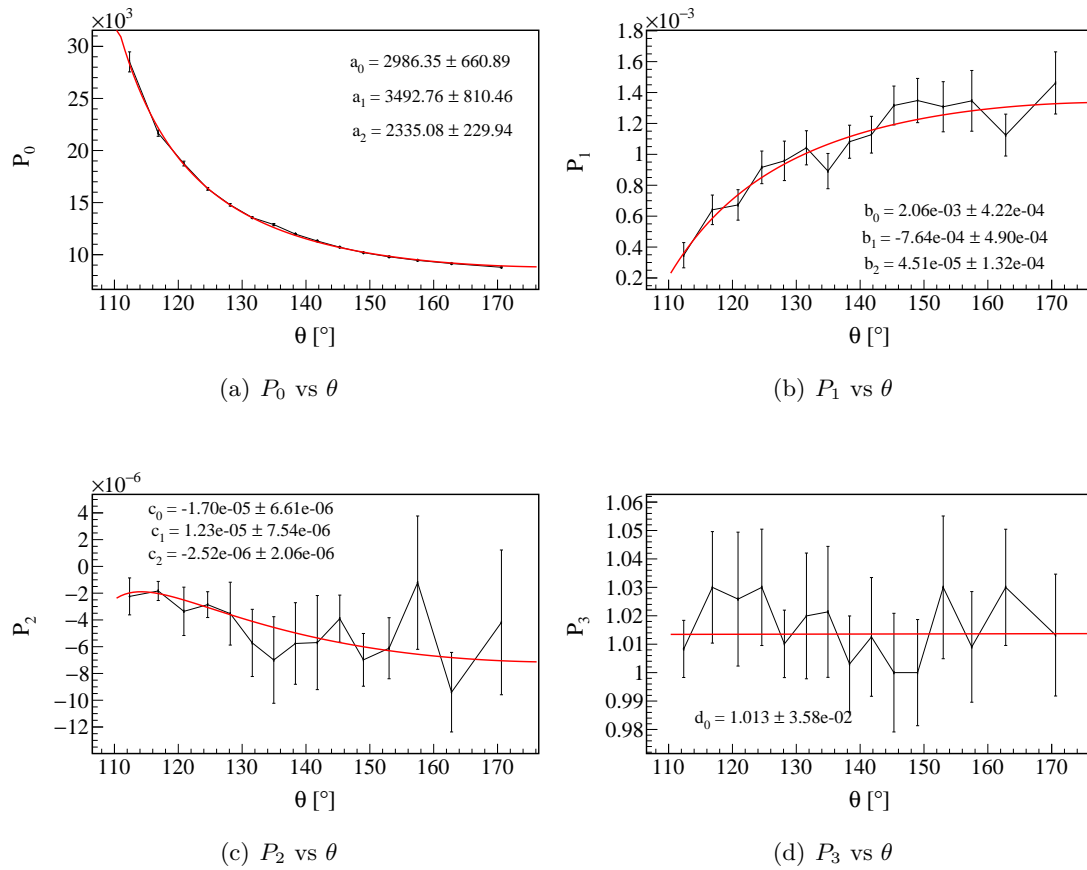 ×10³
30000
25000
20000
15000
10000
P₀
a₀ = 2986.35 ± 660.89
a₁ = 3492.76 ± 810.46
a₂ = 2335.08 ± 229.94
110 120 130 140 150 160 170
θ [°]
(a) P₀ vs θ
×10⁻³
1.8
1.6
1.4
1.2
1
0.8
0.6
0.4
0.2
P₁
b₀ = 2.06e-03 ± 4.22e-04
b₁ = -7.64e-04 ± 4.90e-04
b₂ = 4.51e-05 ± 1.32e-04
110 120 130 140 150 160 170
θ [°]
(b) P₁ vs θ
×10⁻⁶
4
2
0
−2
−4
−6
−8
−10
−12
P₂
c₀ = -1.70e-05 ± 6.61e-06
c₁ = 1.23e-05 ± 7.54e-06
c₂ = -2.52e-06 ± 2.06e-06
110 120 130 140 150 160 170
θ [°]
(c) P₂ vs θ
1.06
1.05
1.04
1.03
1.02
1.01
1
0.99
0.98
P₃
d₀ = 1.013 ± 3.58e-02
110 120 130 140 150 160 170
θ [°]
(d) P₃ vs θ